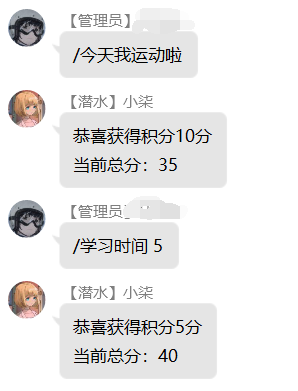 【管理员】
/今天我运动啦
【潜水】小柒
恭喜获得积分10分
当前总分：35
【管理员】
/学习时间 5
【潜水】小柒
恭喜获得积分5分
当前总分：40